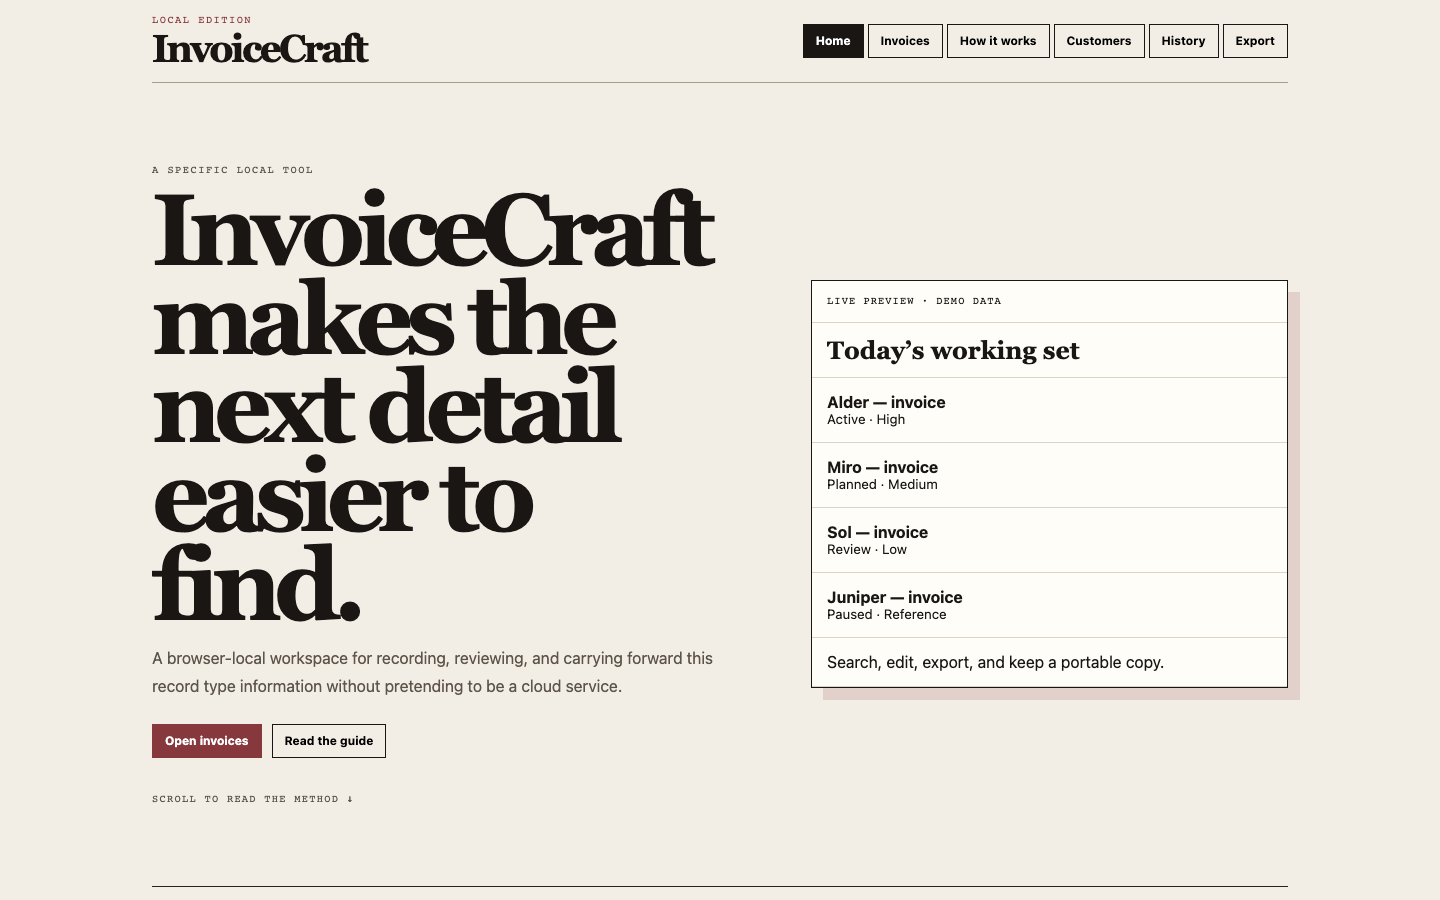 LOCAL EDITION
InvoiceCraft
Home
Invoices
How it works
Customers
History
Export
A SPECIFIC LOCAL TOOL
InvoiceCraft
makes the
next detail
easier to
find.
A browser-local workspace for recording, reviewing, and carrying forward this
record type information without pretending to be a cloud service.
Open invoices
Read the guide
SCROLL TO READ THE METHOD ↓
LIVE PREVIEW · DEMO DATA
Today’s working set
Alder — invoice
Active · High
Miro — invoice
Planned · Medium
Sol — invoice
Review · Low
Juniper — invoice
Paused · Reference
Search, edit, export, and keep a portable copy.